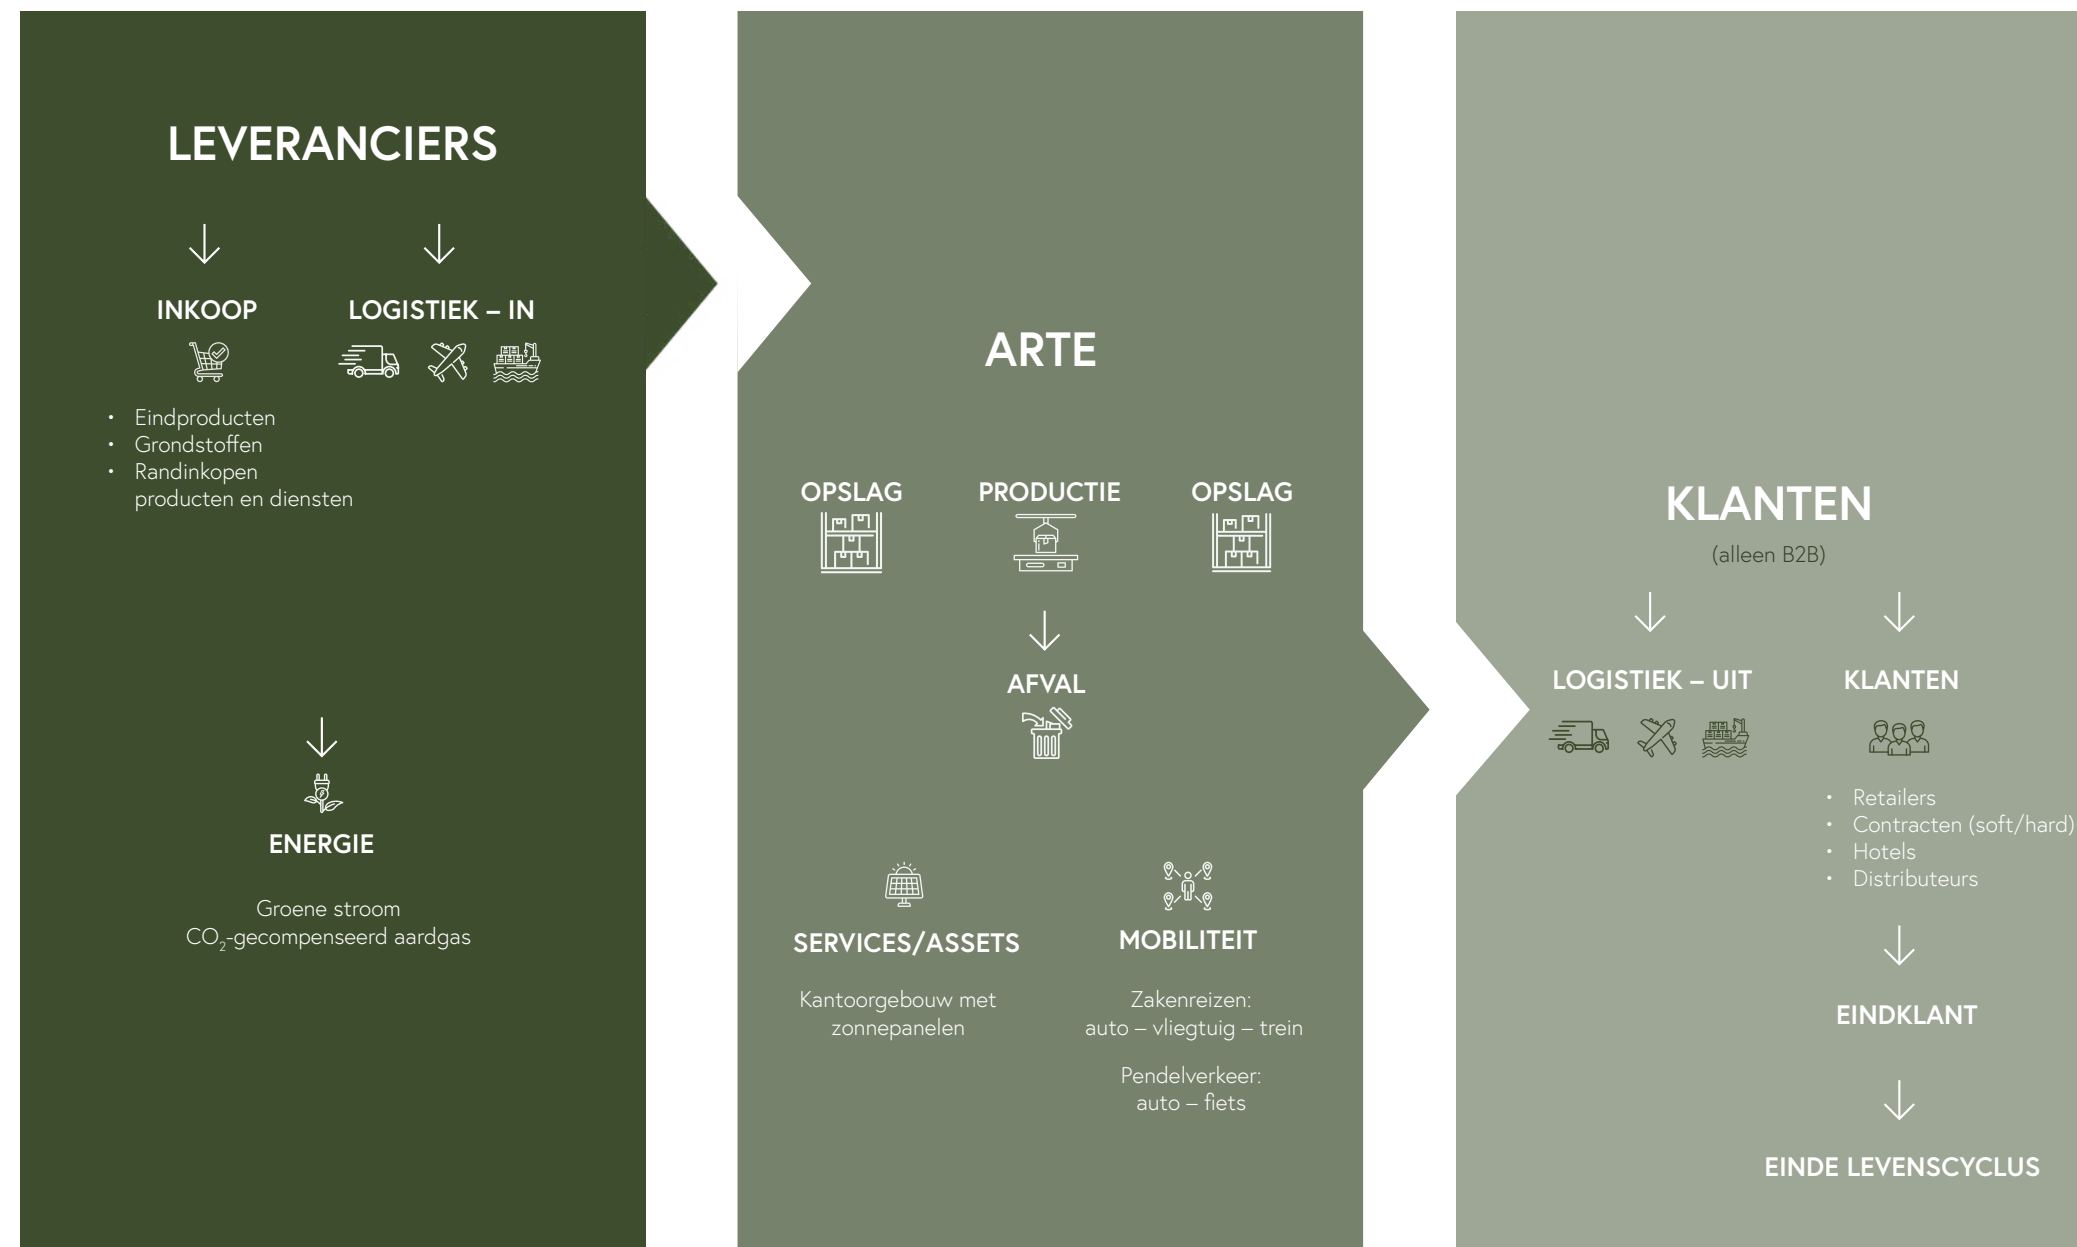 LEVERANCIERS
INKOOP
LOGISTIEK – IN
• Eindproducten
• Grondstoffen
• Randinkopen
producten en diensten
ENERGIE
Groene stroom
CO₂-gecompenseerd aardgas
ARTE
OPSLAG
PRODUCTIE
OPSLAG
AFVAL
SERVICES/ASSETS
Kantoorgebouw met
zonnepanelen
MOBILITEIT
Zakenreizen:
auto – vliegtuig – trein
Pendelverkeer:
auto – fiets
KLANTEN
(alleen B2B)
LOGISTIEK – UIT
KLANTEN
• Retailers
• Contracten (soft/hard)
• Hotels
• Distributeurs
EINDKLANT
EINDE LEVENSCYCLUS